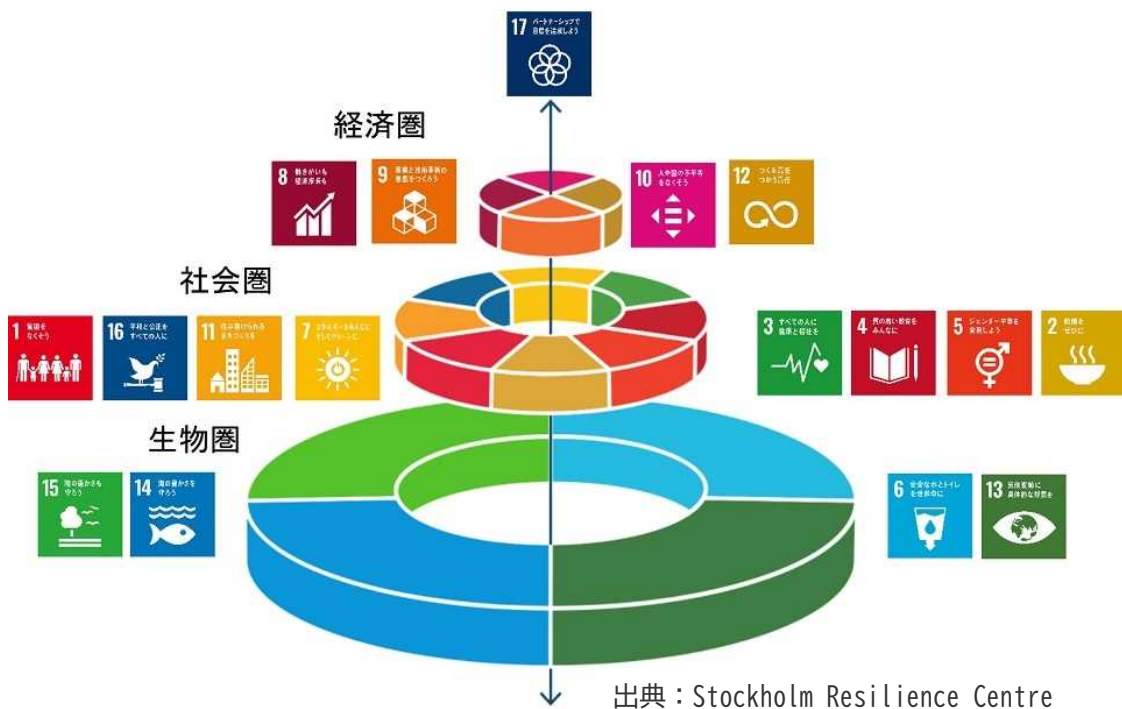 17 パートナーシップで
目標を達成しよう
経済圏
8 働きがいも
経済成長も
9 産業と技術革新の
基盤をつくろう
10 人や国の不平等
をなくそう
12 つくる責任
つかう責任
社会圏
1 貧困を
なくそう
16 平和と公正を
すべての人に
11 住み続けられる
まちづくりを
7 エネルギーをみんなに
そしてクリーンに
3 すべての人に
健康と福祉を
4 質の高い教育を
みんなに
5 ジェンダー平等を
実現しよう
2 飢餓を
ゼロに
生物圏
15 陸の豊かさも
守ろう
14 海の豊かさを
守ろう
6 安全な水とトイレ
を世界中に
13 気候変動に
具体的な対策を
出典：Stockholm Resilience Centre